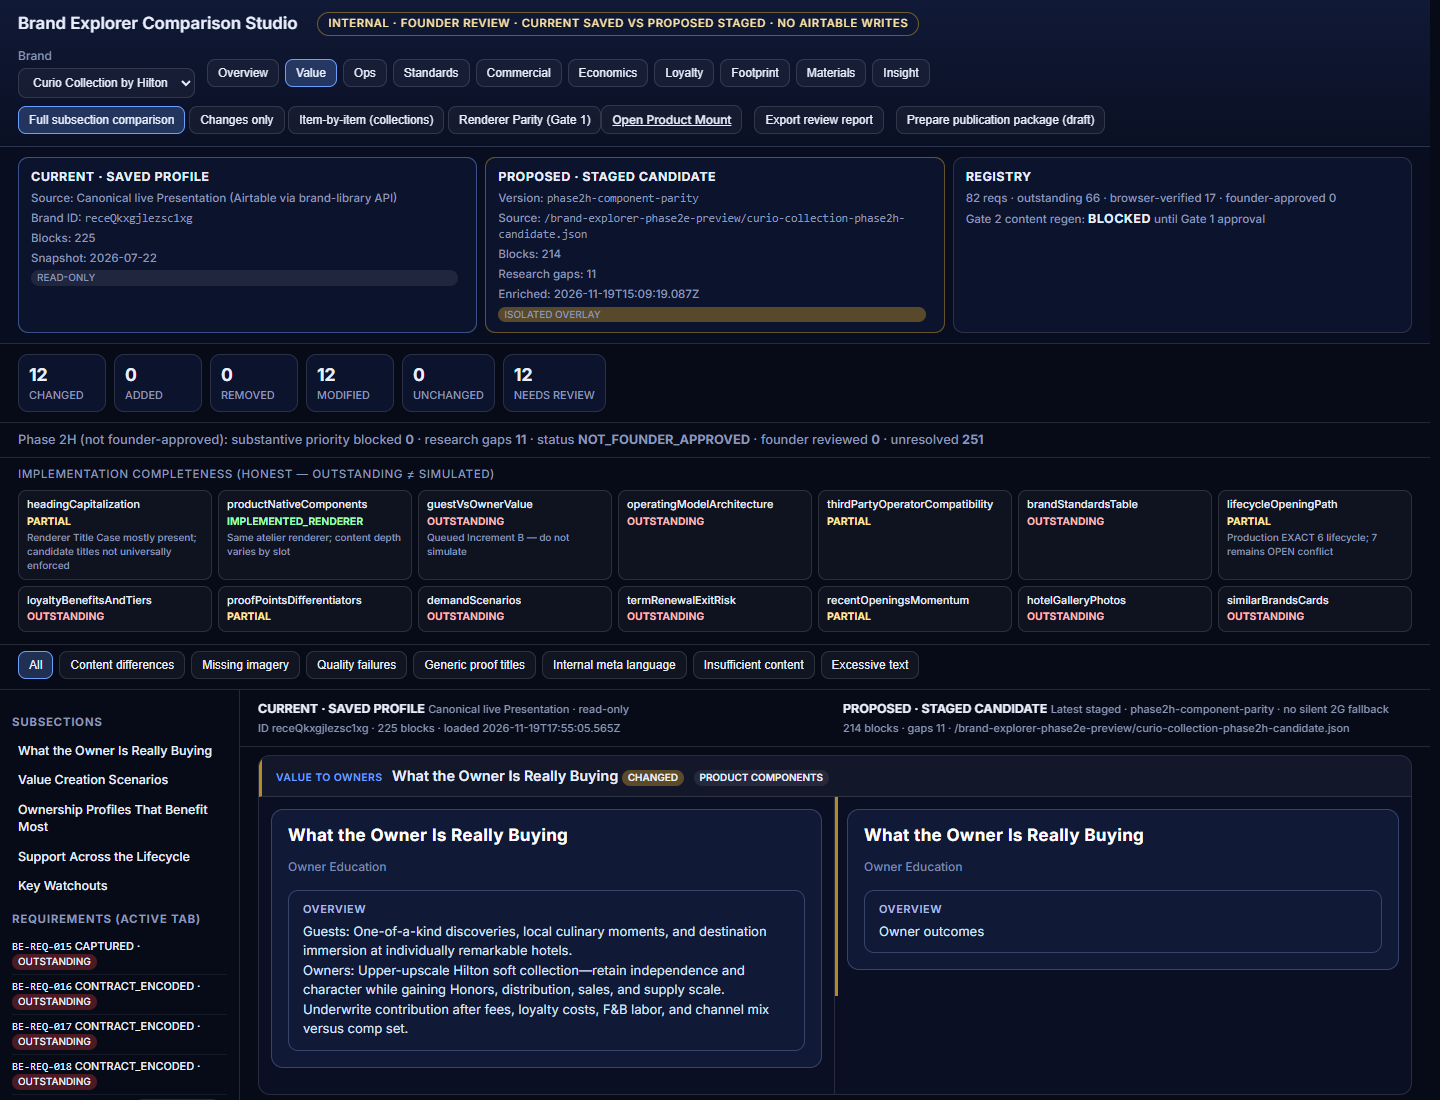 Brand Explorer Comparison Studio
INTERNAL · FOUNDER REVIEW · CURRENT SAVED VS PROPOSED STAGED · NO AIRTABLE WRITES
Brand
Curio Collection by Hilton
Overview
Value
Ops
Standards
Commercial
Economics
Loyalty
Footprint
Materials
Insight
Full subsection comparison
Changes only
Item-by-item (collections)
Renderer Parity (Gate 1)
Open Product Mount
Export review report
Prepare publication package (draft)
CURRENT · SAVED PROFILE
Source: Canonical live Presentation (Airtable via brand-library API)
Brand ID: receQkxgjlezsc1xg
Blocks: 225
Snapshot: 2026-07-22
READ-ONLY
PROPOSED · STAGED CANDIDATE
Version: phase2h-component-parity
Source: /brand-explorer-phase2e-preview/curio-collection-phase2h-
candidate.json
Blocks: 214
Research gaps: 11
Enriched: 2026-11-19T15:09:19.087Z
ISOLATED OVERLAY
REGISTRY
82 reqs · outstanding 66 · browser-verified 17 · founder-approved 0
Gate 2 content regen: BLOCKED until Gate 1 approval
12
CHANGED
0
ADDED
0
REMOVED
12
MODIFIED
0
UNCHANGED
12
NEEDS REVIEW
Phase 2H (not founder-approved): substantive priority blocked 0 · research gaps 11 · status NOT_FOUNDER_APPROVED · founder reviewed 0 · unresolved 251
IMPLEMENTATION COMPLETENESS (HONEST — OUTSTANDING ≠ SIMULATED)
headingCapitalization
PARTIAL
Renderer Title Case mostly present;
candidate titles not universally
enforced
productNativeComponents
IMPLEMENTED_RENDERER
Same atelier renderer; content depth
varies by slot
guestVsOwnerValue
OUTSTANDING
Queued Increment B — do not
simulate
operatingModelArchitecture
OUTSTANDING
thirdPartyOperatorCompatibility
PARTIAL
brandStandardsTable
OUTSTANDING
lifecycleOpeningPath
PARTIAL
Production EXACT 6 lifecycle; 7
remains OPEN conflict
loyaltyBenefitsAndTiers
OUTSTANDING
proofPointsDifferentiators
PARTIAL
demandScenarios
OUTSTANDING
termRenewalExitRisk
OUTSTANDING
recentOpeningsMomentum
PARTIAL
hotelGalleryPhotos
OUTSTANDING
similarBrandsCards
OUTSTANDING
All
Content differences
Missing imagery
Quality failures
Generic proof titles
Internal meta language
Insufficient content
Excessive text
SUBSECTIONS
What the Owner Is Really Buying
Value Creation Scenarios
Ownership Profiles That Benefit
Most
Support Across the Lifecycle
Key Watchouts
REQUIREMENTS (ACTIVE TAB)
BE-REQ-015 CAPTURED ·
OUTSTANDING
BE-REQ-016 CONTRACT_ENCODED ·
OUTSTANDING
BE-REQ-017 CONTRACT_ENCODED ·
OUTSTANDING
BE-REQ-018 CONTRACT_ENCODED ·
OUTSTANDING
CURRENT · SAVED PROFILE Canonical live Presentation · read-only
ID receQkxgjlezsc1xg · 225 blocks · loaded 2026-11-19T17:55:05.565Z
PROPOSED · STAGED CANDIDATE Latest staged · phase2h-component-parity · no silent 2G fallback
214 blocks · gaps 11 · /brand-explorer-phase2e-preview/curio-collection-phase2h-candidate.json
VALUE TO OWNERS What the Owner Is Really Buying CHANGED PRODUCT COMPONENTS
What the Owner Is Really Buying
Owner Education
OVERVIEW
Guests: One-of-a-kind discoveries, local culinary moments, and destination
immersion at individually remarkable hotels.
Owners: Upper-upscale Hilton soft collection—retain independence and
character while gaining Honors, distribution, sales, and supply scale.
Underwrite contribution after fees, loyalty costs, F&B labor, and channel mix
versus comp set.
What the Owner Is Really Buying
Owner Education
OVERVIEW
Owner outcomes